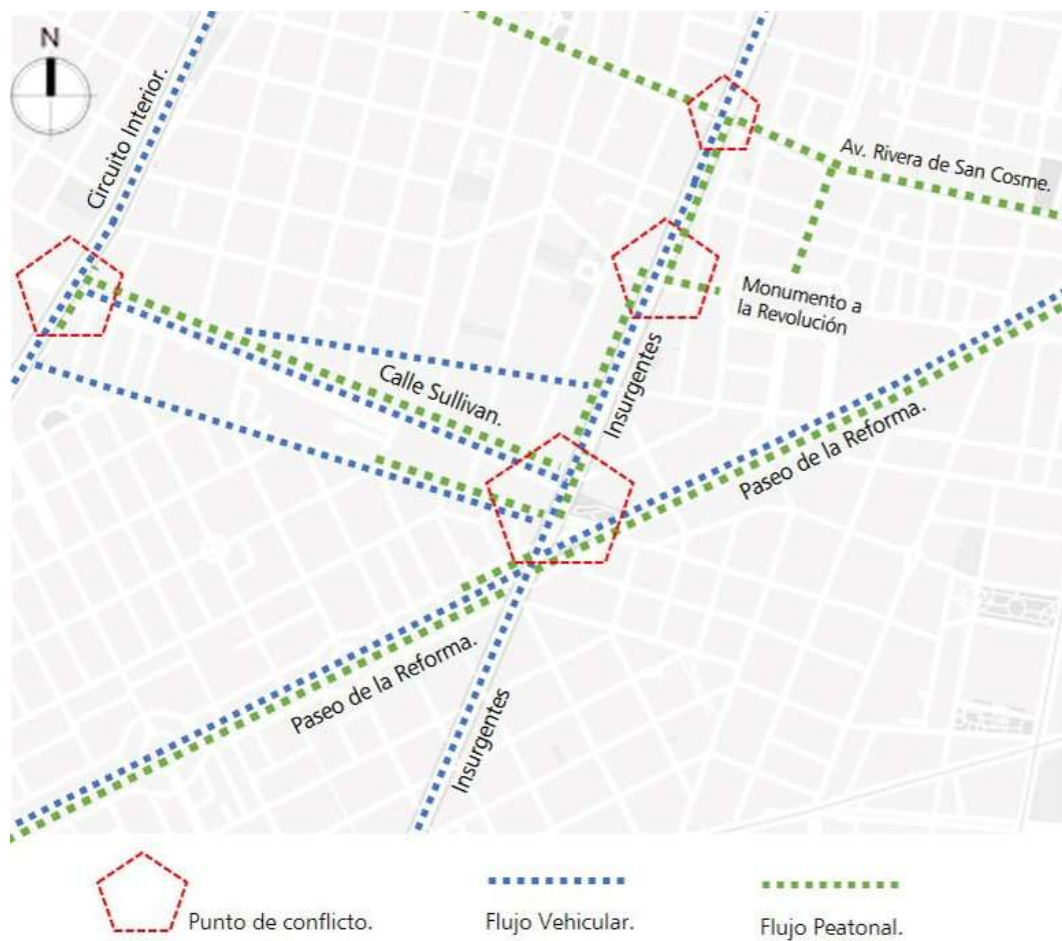 N
Circuito Interior.
Av. Rivera de San Cosme.
Monumento a
la Revolución
Insurgentes
Calle Sullivan.
Paseo de la Reforma.
Paseo de la Reforma.
Insurgentes
Punto de conflicto.
Flujo Vehicular.
Flujo Peatonal.